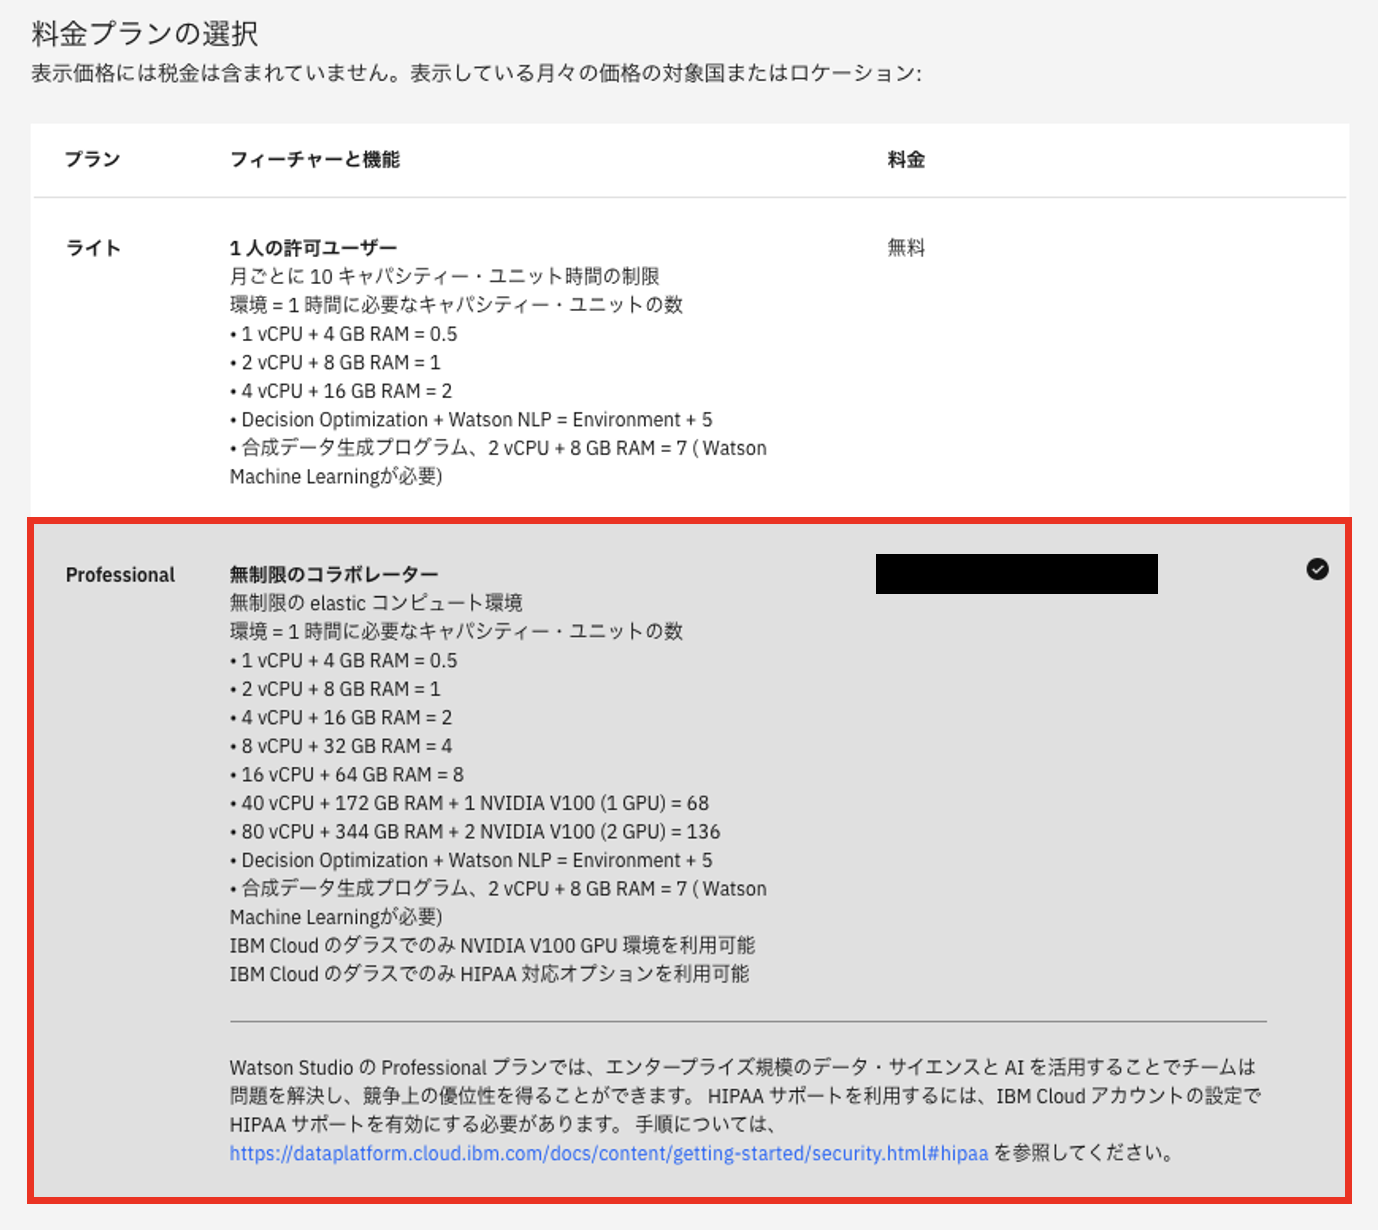 料金プランの選択
表示価格には税金は含まれていません。表示している月々の価格の対象国またはロケーション:
プラン フィーチャーと機能 料金
ライト 1 人の許可ユーザー 無料
月ごとに 10 キャパシティー・ユニット時間の制限
環境 = 1 時間に必要なキャパシティー・ユニットの数
• 1 vCPU + 4 GB RAM = 0.5
• 2 vCPU + 8 GB RAM = 1
• 4 vCPU + 16 GB RAM = 2
• Decision Optimization + Watson NLP = Environment + 5
• 合成データ生成プログラム、2 vCPU + 8 GB RAM = 7 ( Watson
Machine Learningが必要)
Professional 無制限のコラボレーター
無制限の elastic コンピュート環境
環境 = 1 時間に必要なキャパシティー・ユニットの数
• 1 vCPU + 4 GB RAM = 0.5
• 2 vCPU + 8 GB RAM = 1
• 4 vCPU + 16 GB RAM = 2
• 8 vCPU + 32 GB RAM = 4
• 16 vCPU + 64 GB RAM = 8
• 40 vCPU + 172 GB RAM + 1 NVIDIA V100 (1 GPU) = 68
• 80 vCPU + 344 GB RAM + 2 NVIDIA V100 (2 GPU) = 136
• Decision Optimization + Watson NLP = Environment + 5
• 合成データ生成プログラム、2 vCPU + 8 GB RAM = 7 ( Watson
Machine Learningが必要)
IBM Cloud のダラスでのみ NVIDIA V100 GPU 環境を利用可能
IBM Cloud のダラスでのみ HIPAA 対応オプションを利用可能
Watson Studio の Professional プランでは、エンタープライズ規模のデータ・サイエンスと AI を活用することでチームは
問題を解決し、競争上の優位性を得ることができます。 HIPAA サポートを利用するには、IBM Cloud アカウントの設定で
HIPAA サポートを有効にする必要があります。 手順については、
https://dataplatform.cloud.ibm.com/docs/content/getting-started/security.html#hipaa を参照してください。